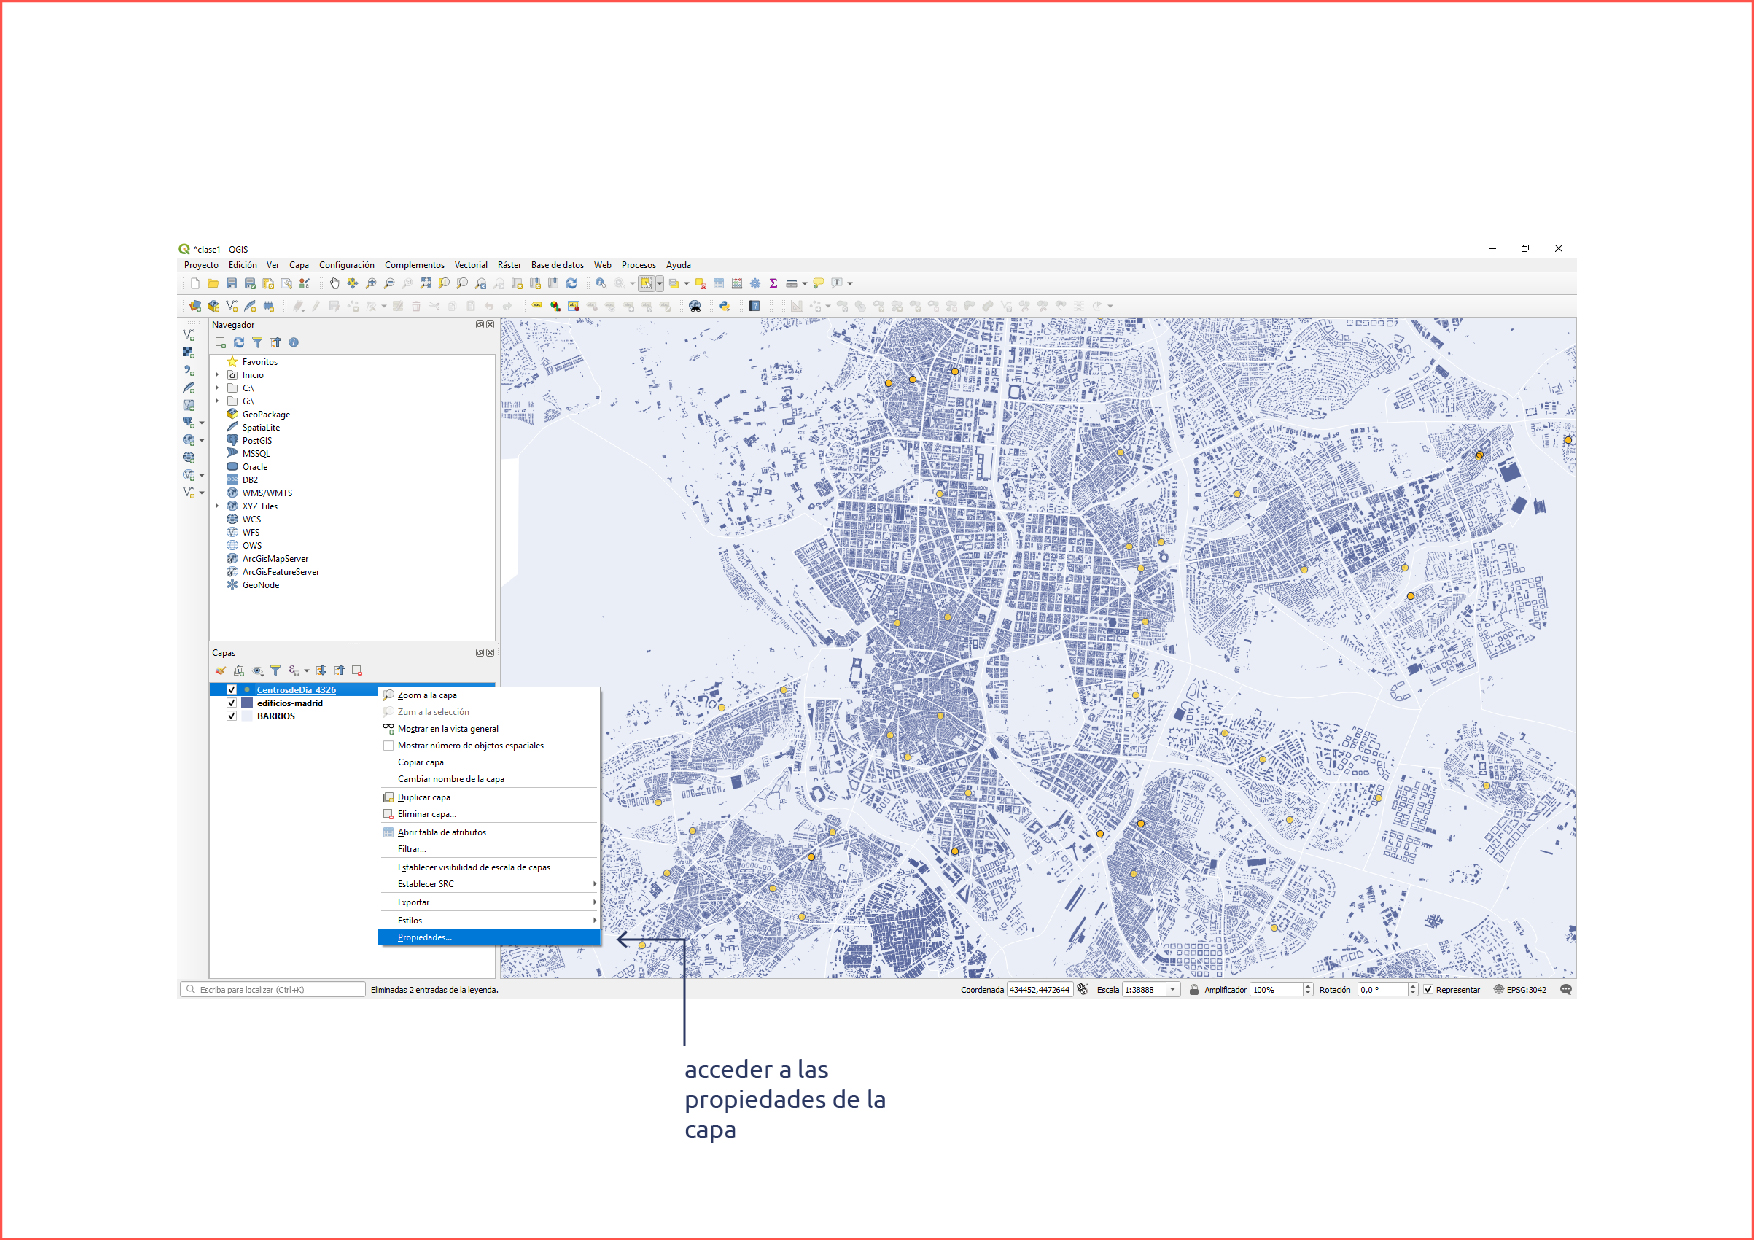 *clase1 — QGIS
Proyecto Edición Ver Capa Configuración Complementos Vectorial Ráster Base de datos Web Procesos Ayuda
Navegador
Favoritos
Inicio
C:\
G:\
GeoPackage
SpatiaLite
PostGIS
MSSQL
Oracle
DB2
WMS/WMTS
XYZ Tiles
WCS
WFS
OWS
ArcGisMapServer
ArcGisFeatureServer
GeoNode
Capas
CentrosdeDia_4326
edificios-madrid
BARRIOS
Zoom a la capa
Zum a la selección
Mostrar en la vista general
Mostrar número de objetos espaciales
Copiar capa
Cambiar nombre de la capa
Duplicar capa
Eliminar capa...
Abrir tabla de atributos
Filtrar...
Establecer visibilidad de escala de capas
Establecer SRC
Exportar
Estilos
Propiedades...
Escriba para localizar (Ctrl+K)
Eliminadas 2 entradas de la leyenda.
Coordenada 434452,4472644 Escala 1:38888 Amplificador 100% Rotación 0,0 ° Representar EPSG:3042
acceder a las
propiedades de la
capa